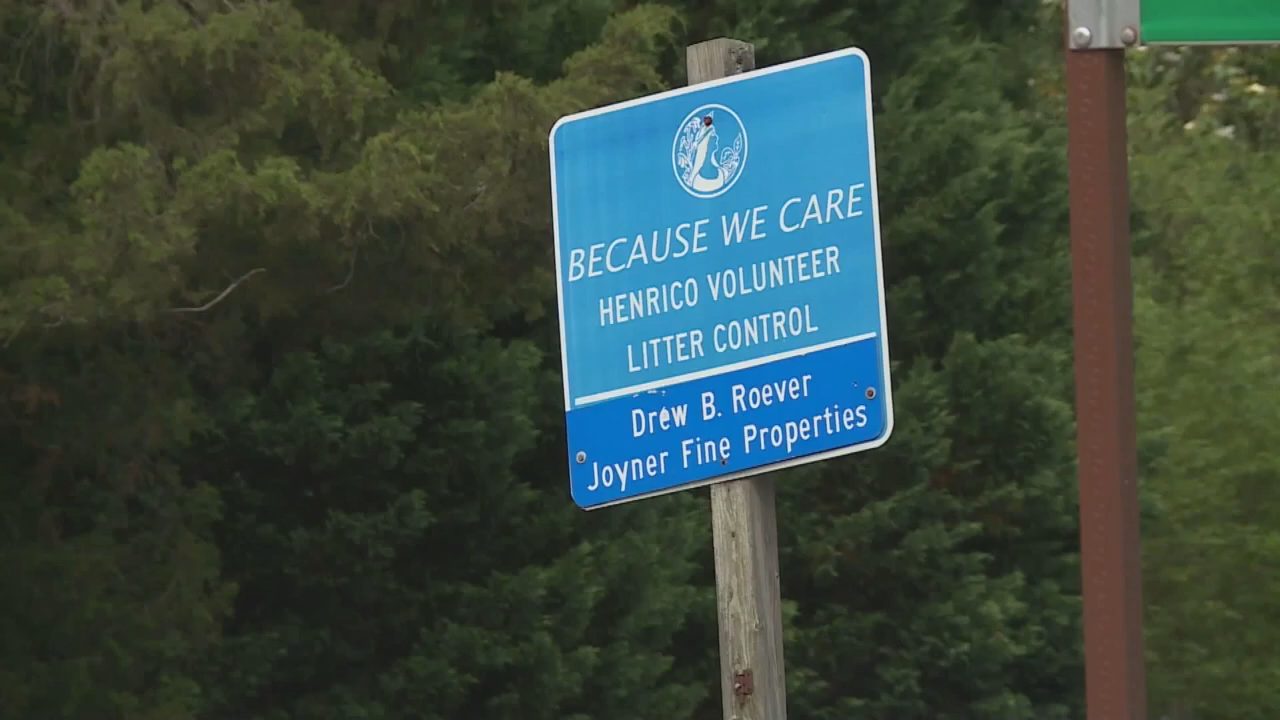 BECAUSE WE CARE
HENRICO VOLUNTEER
LITTER CONTROL
Drew B. Roever
Joyner Fine Properties